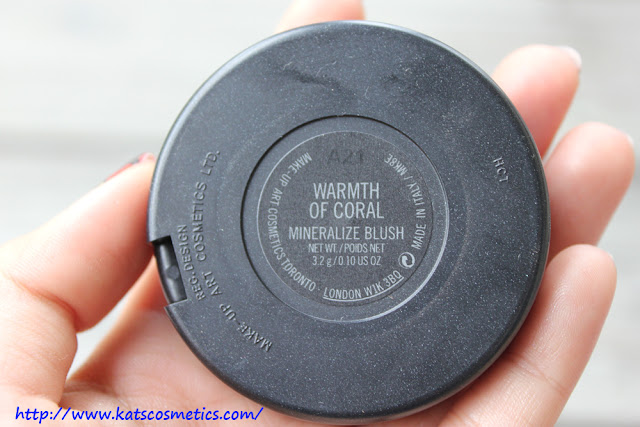 A21
WARMTH
OF CORAL
MINERALIZE BLUSH
NET WT./POIDS NET
3.2 g/0.10 US OZ
MAKE-UP ART COSMETICS TORONTO · LONDON W1K 3BQ
MADE IN ITALY / MK8E
HC1
REG.DESIGN
MAKE-UP ART COSMETICS LTD.
http://www.katscosmetics.com/